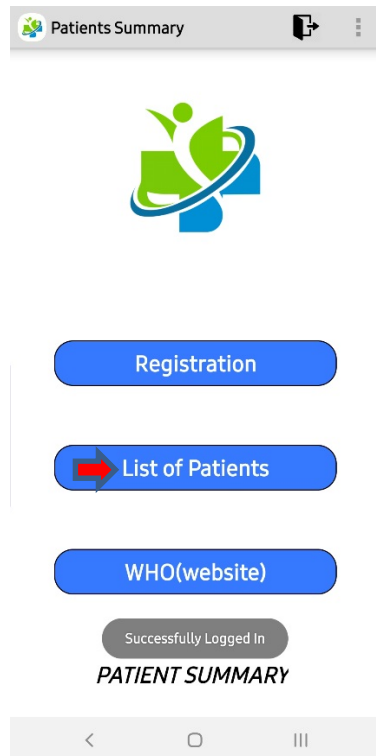 Patients Summary
Registration
List of Patients
WHO(website)
Successfully Logged In
PATIENT SUMMARY